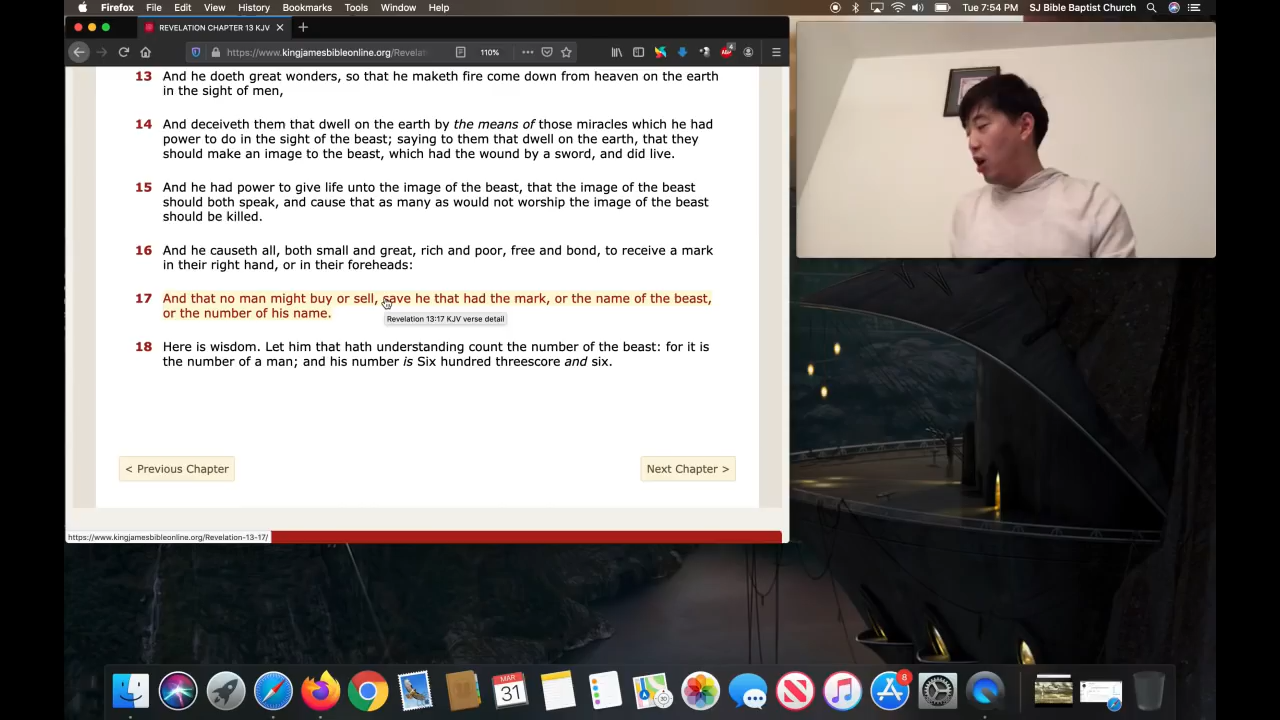 Firefox File Edit View History Bookmarks Tools Window Help
Tue 7:54 PM SJ Bible Baptist Church
REVELATION CHAPTER 13 KJV
https://www.kingjamesbibleonline.org/Revelat
110%
13 And he doeth great wonders, so that he maketh fire come down from heaven on the earth
in the sight of men,
14 And deceiveth them that dwell on the earth by the means of those miracles which he had
power to do in the sight of the beast; saying to them that dwell on the earth, that they
should make an image to the beast, which had the wound by a sword, and did live.
15 And he had power to give life unto the image of the beast, that the image of the beast
should both speak, and cause that as many as would not worship the image of the beast
should be killed.
16 And he causeth all, both small and great, rich and poor, free and bond, to receive a mark
in their right hand, or in their foreheads:
17 And that no man might buy or sell, save he that had the mark, or the name of the beast,
or the number of his name.
Revelation 13:17 KJV verse detail
18 Here is wisdom. Let him that hath understanding count the number of the beast: for it is
the number of a man; and his number is Six hundred threescore and six.
< Previous Chapter
Next Chapter >
https://www.kingjamesbibleonline.org/Revelation-13-17/
MAR
31
8